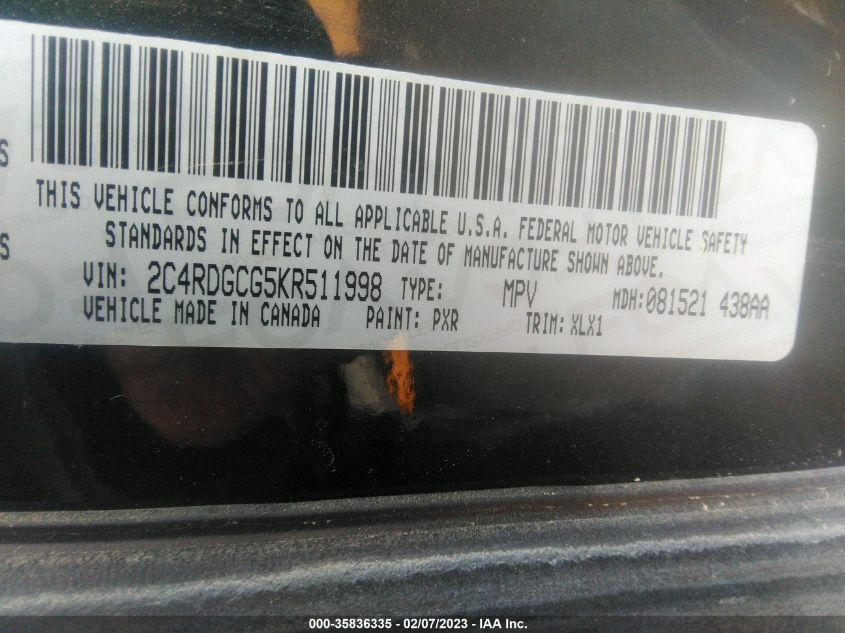 S
THIS VEHICLE CONFORMS TO ALL APPLICABLE U.S.A. FEDERAL MOTOR VEHICLE SAFETY
S STANDARDS IN EFFECT ON THE DATE OF MANUFACTURE SHOWN ABOVE.
VIN: 2C4RDGCG5KR511998 TYPE: MPV MDH:081521 438AA
VEHICLE MADE IN CANADA PAINT: PXR TRIM: XLX1
000-35836335 — 02/07/2023 — IAA Inc.